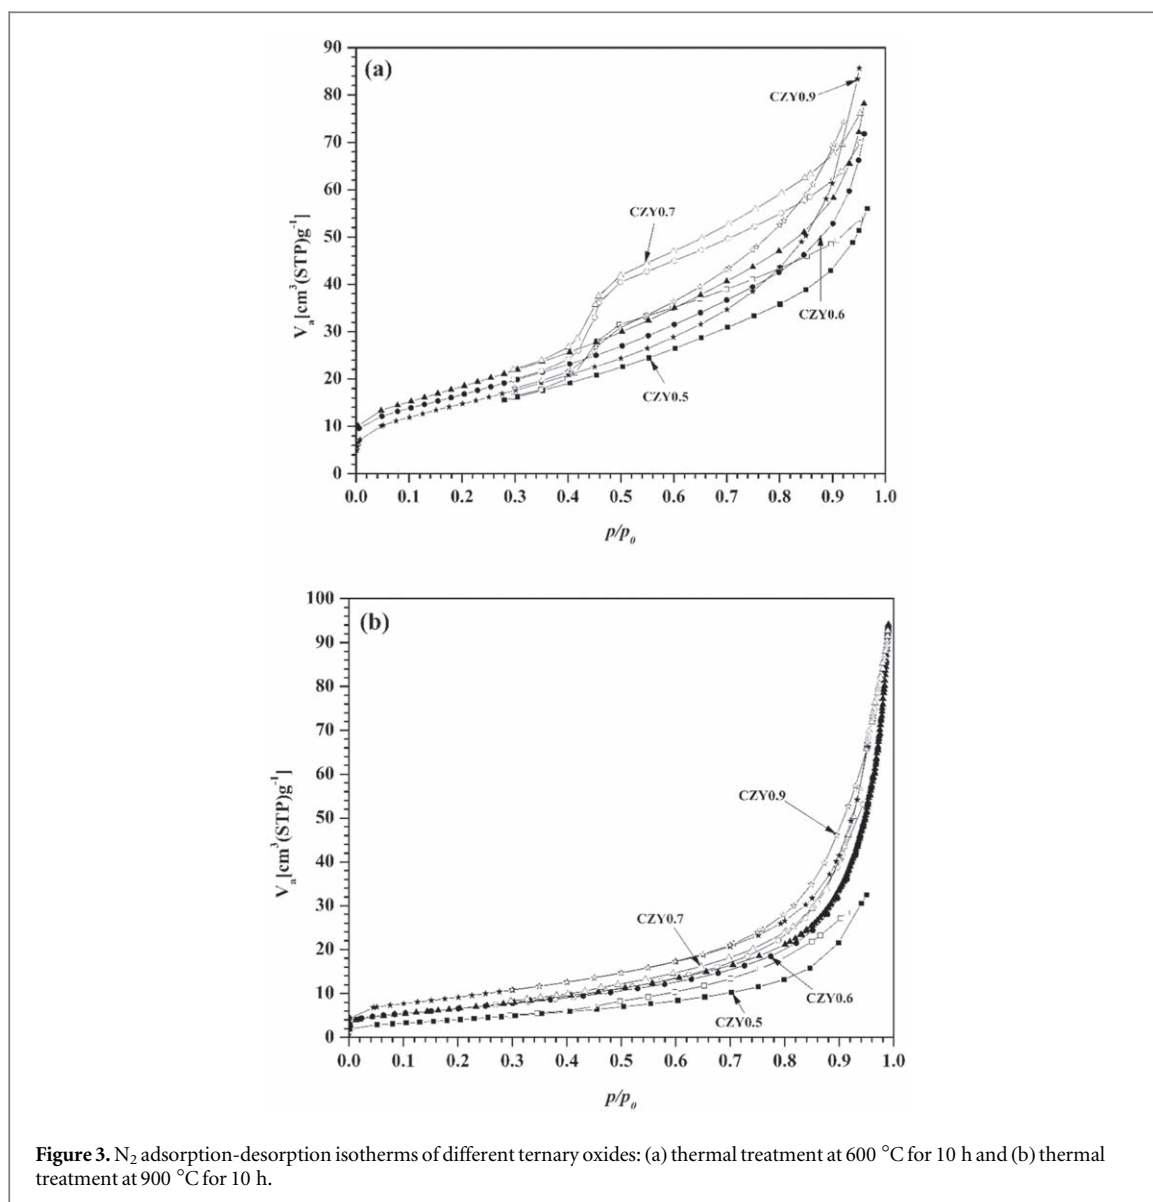 (a)
90
80
70
60
50
40
30
20
10
0
V_a[cm³(STP)g⁻¹]
CZY0.9
CZY0.7
CZY0.6
CZY0.5
0.0 0.1 0.2 0.3 0.4 0.5 0.6 0.7 0.8 0.9 1.0
p/p₀
(b)
100
90
80
70
60
50
40
30
20
10
0
V_a[cm³(STP)g⁻¹]
CZY0.9
CZY0.7
CZY0.6
CZY0.5
0.0 0.1 0.2 0.3 0.4 0.5 0.6 0.7 0.8 0.9 1.0
p/p₀
Figure 3. N₂ adsorption-desorption isotherms of different ternary oxides: (a) thermal treatment at 600 °C for 10 h and (b) thermal
treatment at 900 °C for 10 h.